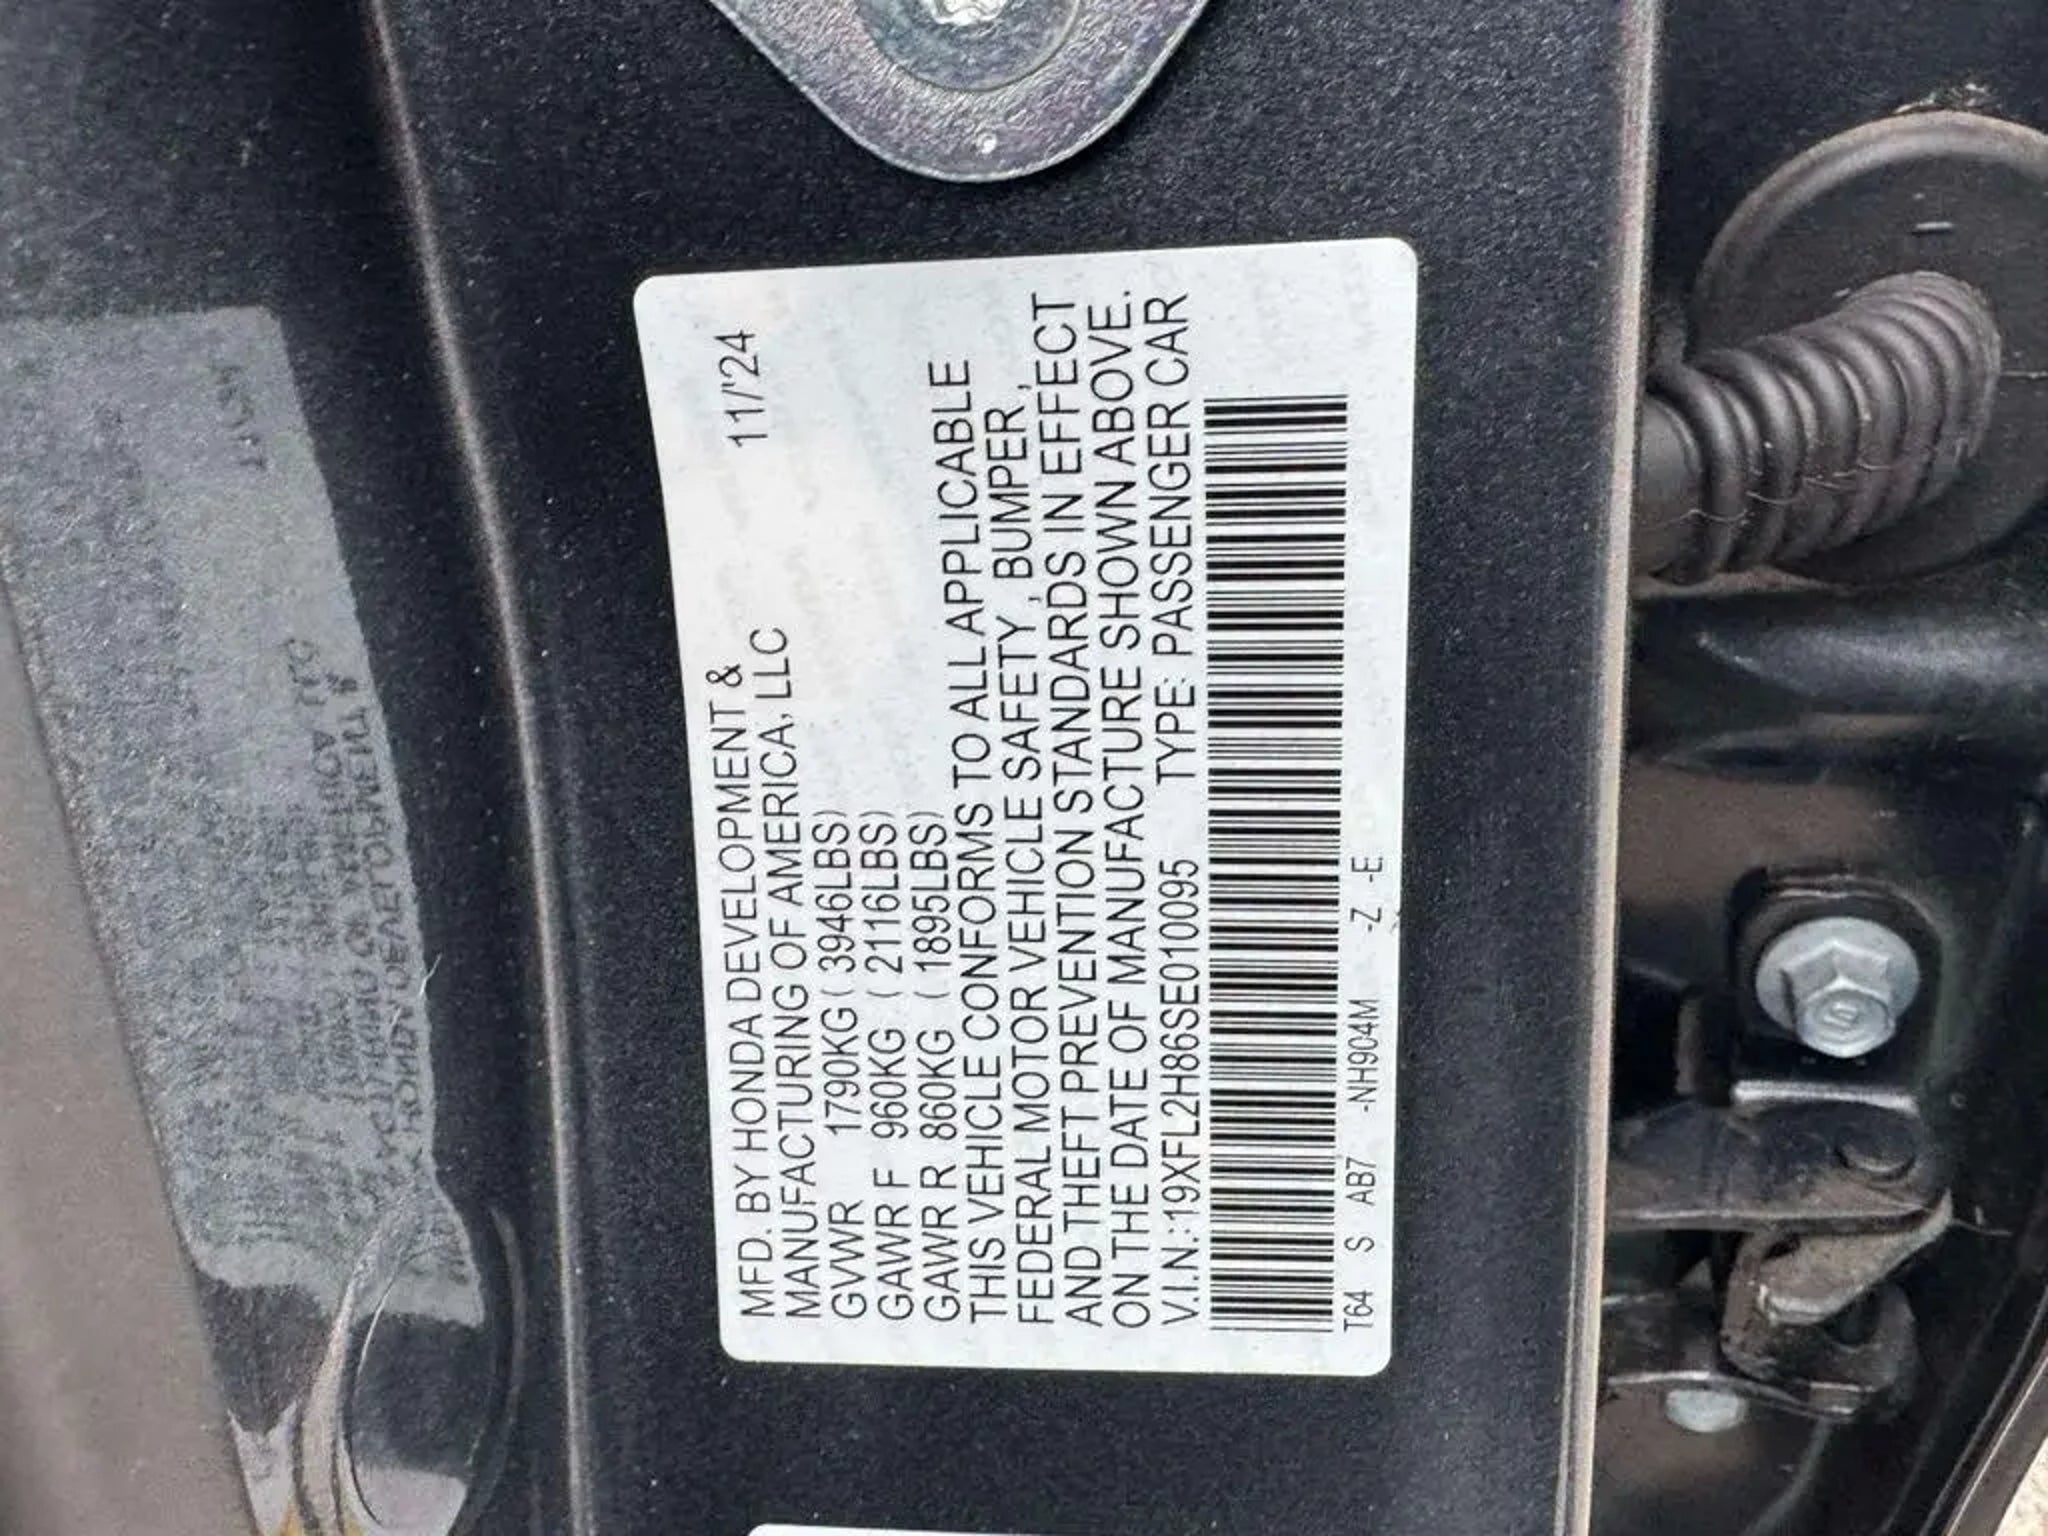 MFD. BY HONDA DEVELOPMENT & 11/'24
MANUFACTURING OF AMERICA, LLC
GVWR 1790KG ( 3946LBS)
GAWR F 960KG ( 2116LBS)
GAWR R 860KG ( 1895LBS)
THIS VEHICLE CONFORMS TO ALL APPLICABLE
FEDERAL MOTOR VEHICLE SAFETY, BUMPER,
AND THEFT PREVENTION STANDARDS IN EFFECT
ON THE DATE OF MANUFACTURE SHOWN ABOVE.
V.I.N.:19XFL2H86SE010095 TYPE: PASSENGER CAR
T64 S AB7 -NH904M -Z -E